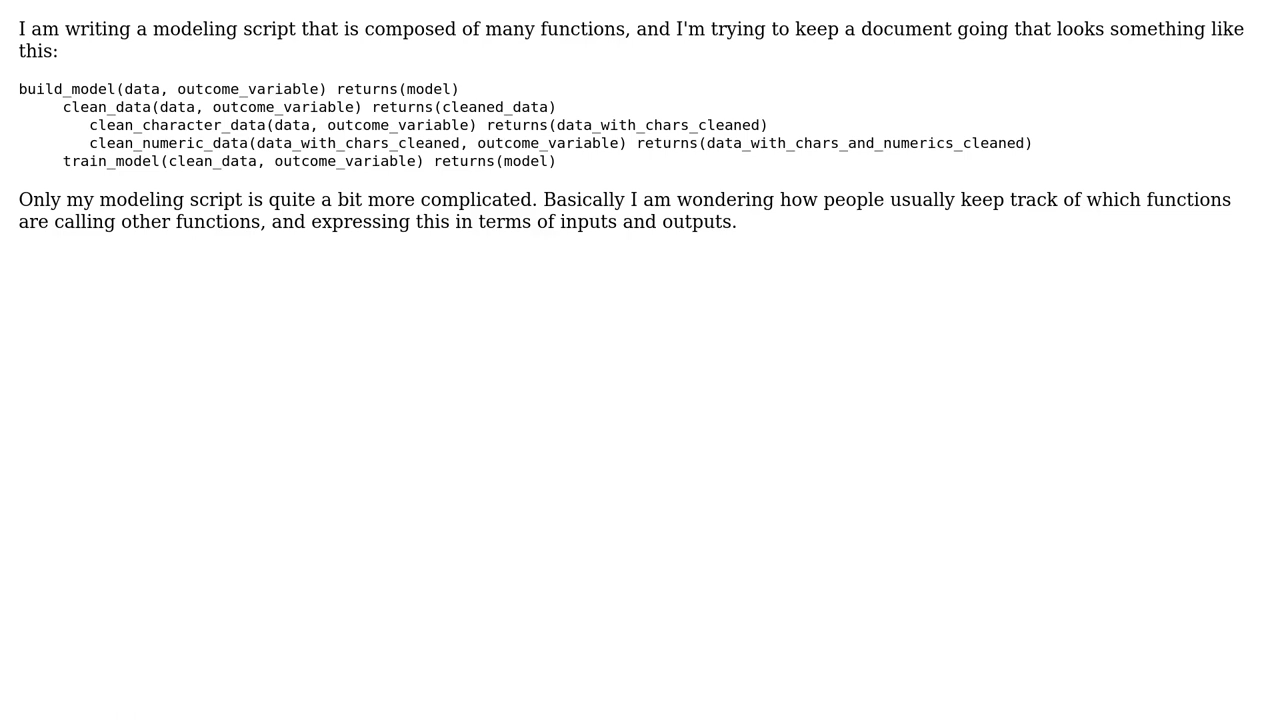 I am writing a modeling script that is composed of many functions, and I'm trying to keep a document going that looks something like
this:
build_model(data, outcome_variable) returns(model)
     clean_data(data, outcome_variable) returns(cleaned_data)
        clean_character_data(data, outcome_variable) returns(data_with_chars_cleaned)
        clean_numeric_data(data_with_chars_cleaned, outcome_variable) returns(data_with_chars_and_numerics_cleaned)
     train_model(clean_data, outcome_variable) returns(model)
Only my modeling script is quite a bit more complicated. Basically I am wondering how people usually keep track of which functions
are calling other functions, and expressing this in terms of inputs and outputs.